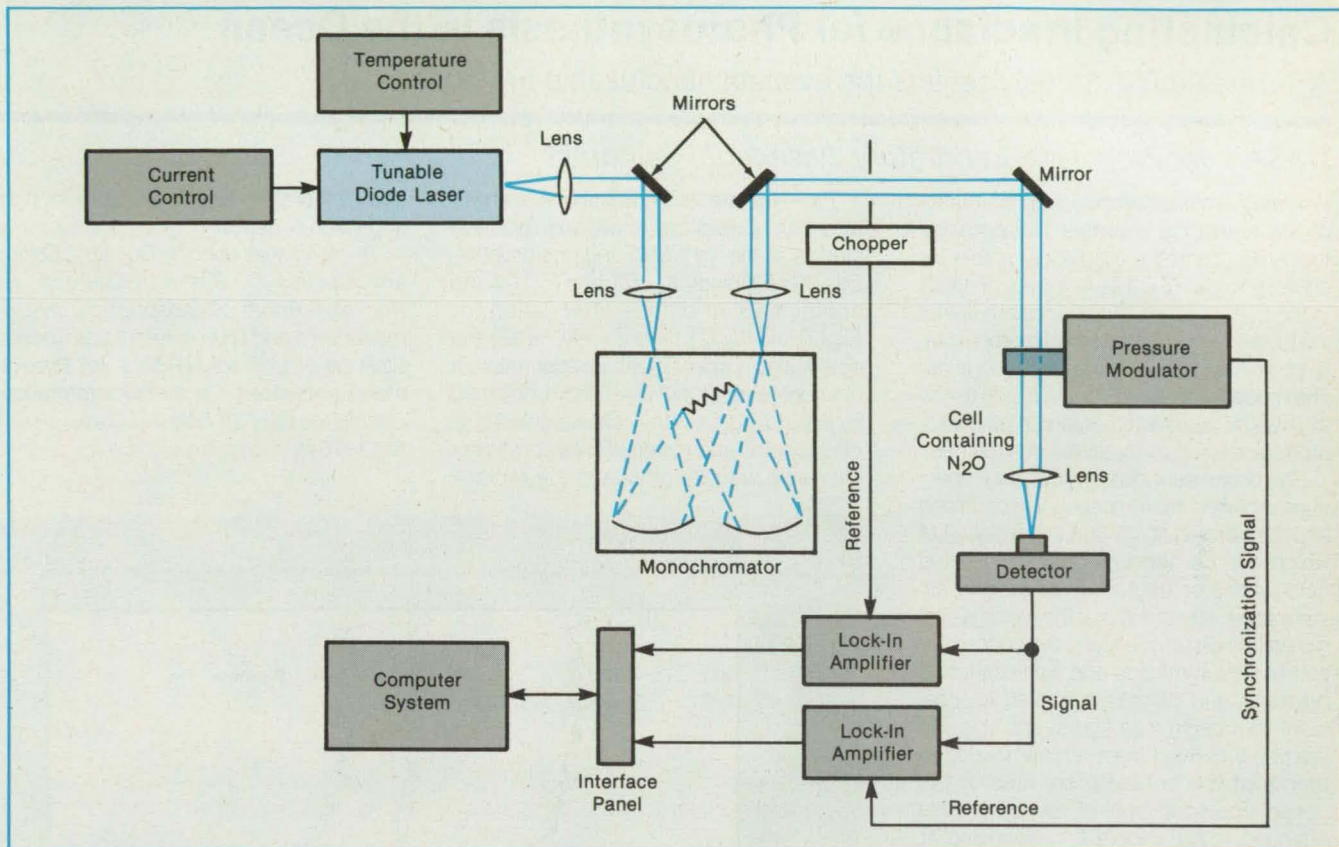 Temperature
Control
Mirrors
Lens
Current
Control
Tunable
Diode Laser
Mirror
Chopper
Lens
Lens
Pressure
Modulator
Cell
Containing
N2O
Lens
Reference
Monochromator
Detector
Synchronization Signal
Lock-In
Amplifier
Computer
System
Signal
Lock-In
Amplifier
Interface
Panel
Reference